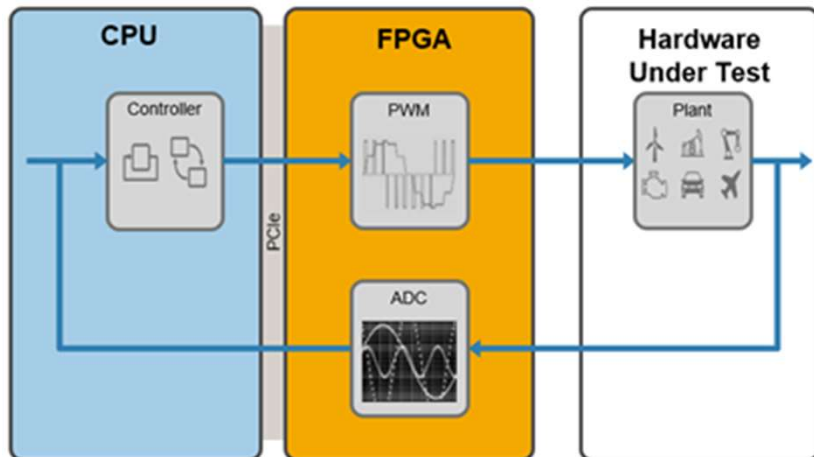 CPU
FPGA
Hardware
Under Test
Controller
PWM
Plant
PCIe
ADC